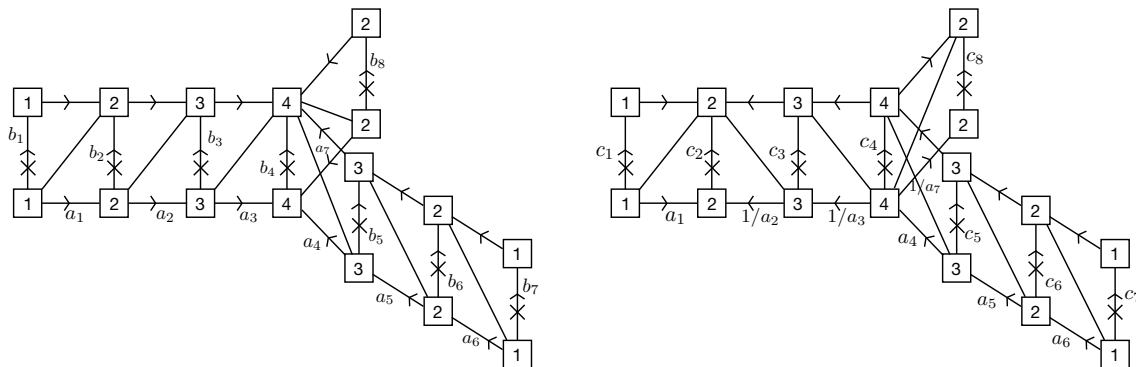 2
b₈
1 2 3 4
b₁ b₂ b₃ b₄
2
a₇
3
1 2 3 4
a₁ a₂ a₃ a₄
b₅
2
3
a₅
b₆
1
2
b₇
a₆
1
2
c₈
1 2 3 4
c₁ c₂ c₃ c₄
2
3
1/a₇
1 2 3 4
a₁ 1/a₂ 1/a₃ a₄
c₅
2
3
a₅
c₆
1
2
c₇
a₆
1